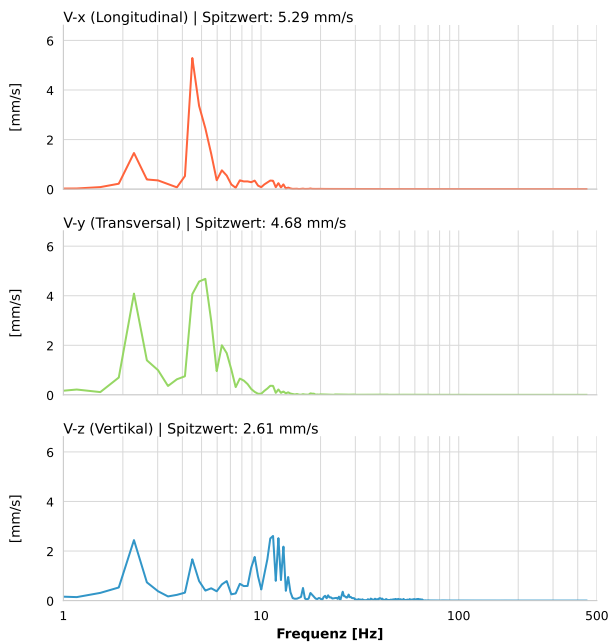 V-x (Longitudinal) | Spitzwert: 5.29 mm/s
6
4
2
0
[mm/s]
V-y (Transversal) | Spitzwert: 4.68 mm/s
6
4
2
0
[mm/s]
V-z (Vertikal) | Spitzwert: 2.61 mm/s
6
4
2
0
[mm/s]
1 10 100 500
Frequenz [Hz]